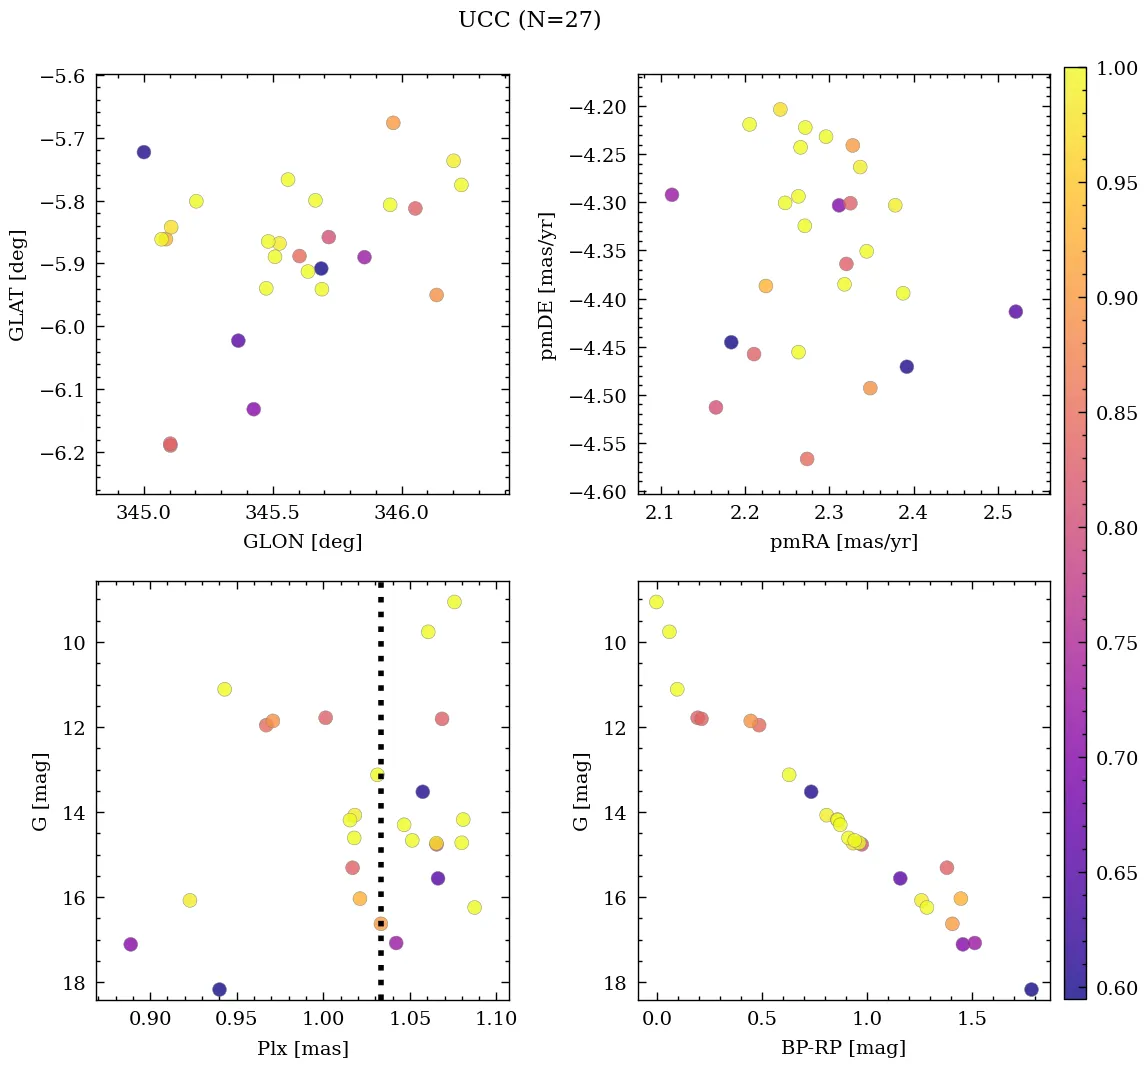 UCC (N=27)
−5.6
−5.7
−5.8
−5.9
−6.0
−6.1
−6.2
GLAT [deg]
345.0 345.5 346.0
GLON [deg]
−4.20
−4.25
−4.30
−4.35
−4.40
−4.45
−4.50
−4.55
−4.60
pmDE [mas/yr]
2.1 2.2 2.3 2.4 2.5
pmRA [mas/yr]
10
12
14
16
18
G [mag]
0.90 0.95 1.00 1.05 1.10
Plx [mas]
10
12
14
16
18
G [mag]
0.0 0.5 1.0 1.5
BP-RP [mag]
1.00
0.95
0.90
0.85
0.80
0.75
0.70
0.65
0.60